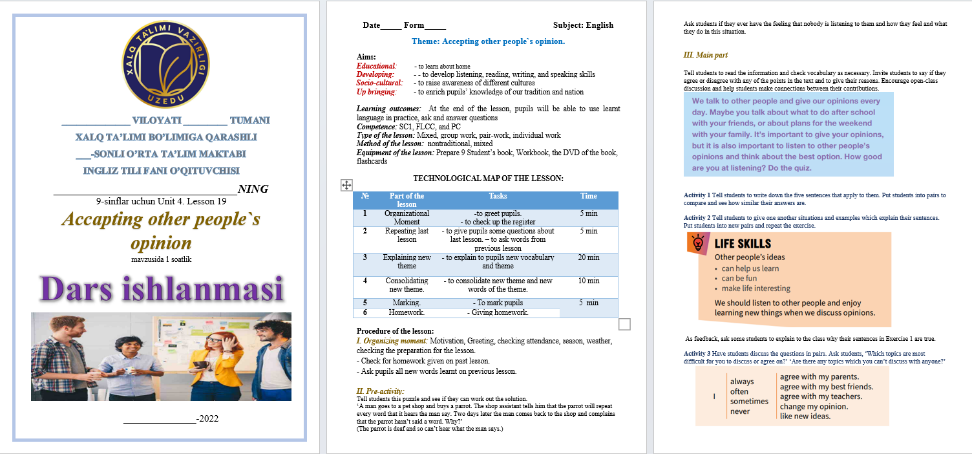 XALQ TALIMI VAZIRLIGI
UZEDU
____________ VILOYATI _________ TUMANI
XALQ TA'LIMI BO'LIMIGA QARASHLI
___-SONLI O'RTA TA'LIM MAKTABI
INGLIZ TILI FANI O'QITUVCHISI
______________________________NING
9-sinflar uchun Unit 4. Lesson 19
Accapting other people`s
opinion
mavzusida 1 soatlik
Dars ishlanmasi
_______________-2022
Date____ Form_____ Subject: English
Theme: Accepting other people`s opinion.
Aims:
Educational: - to learn about home
Developing: - - to develop listening, reading, writing, and speaking skills
Socio-cultural: - to raise awareness of different cultures
Up bringing: - to enrich pupils' knowledge of our tradition and nation
Learning outcomes: At the end of the lesson, pupils will be able to use learnt
language in practice, ask and answer questions
Competence: SC1, FLCC, and PC
Type of the lesson: Mixed, group work, pair-work, individual work
Method of the lesson: nontraditional, mixed
Equipment of the lesson: Prepare 9 Student's book, Workbook, the DVD of the book,
flashcards
TECHNOLOGICAL MAP OF THE LESSON:
№ Part of the lesson Tasks Time
1 Organizational Moment -to greet pupils. - to check up the register 5 min
2 Repeating last lesson - to give pupils some questions about last lesson. – to ask words from previous lesson 5 min
3 Explaining new theme - to explain to pupils new vocabulary and theme 20 min
4 Consolidating new theme. - to consolidate new theme and new words of the theme. 10 min
5 Marking. - To mark pupils 5 min
6 Homework. - Giving homework.
Procedure of the lesson:
I. Organizing moment: Motivation, Greeting, checking attendance, season, weather,
checking the preparation for the lesson.
- Check for homework given on past lesson.
- Ask pupils all new words learnt on previous lesson.
II. Pre-activity:
Tell students this puzzle and see if they can work out the solution.
'A man goes to a pet shop and buys a parrot. The shop assistant tells him that the parrot will repeat
every word that it hears the man say. Two days later the man comes back to the shop and complains
that the parrot hasn't said a word. Why?'
(The parrot is deaf and so can't hear what the man says.)
Ask students if they ever have the feeling that nobody is listening to them and how they feel and what
they do in this situation.
III. Main part
Tell students to read the information and check vocabulary as necessary. Invite students to say if they
agree or disagree with any of the points in the text and to give their reasons. Encourage open-class
discussion and help students make connections between their contributions.
We talk to other people and give our opinions every
day. Maybe you talk about what to do after school
with your friends, or about plans for the weekend
with your family. It's important to give your opinions,
but it is also important to listen to other people's
opinions and think about the best option. How good
are you at listening? Do the quiz.
Activity 1 Tell students to write down the five sentences that apply to them. Put students into pairs to
compare and see how similar their answers are.
Activity 2 Tell students to give one another situations and examples which explain their sentences.
Put students into new pairs and repeat the exercise.
LIFE SKILLS
Other people's ideas
• can help us learn
• can be fun
• make life interesting
We should listen to other people and enjoy
learning new things when we discuss opinions.
As feedback, ask some students to explain to the class why their sentences in Exercise 1 are true.
Activity 3 Have students discuss the questions in pairs. Ask students, 'Which topics are most
difficult for you to discuss or agree on?' 'Are there any topics which you can't discuss with anyone?'
I
always
often
sometimes
never
agree with my parents.
agree with my best friends.
agree with my teachers.
change my opinion.
like new ideas.